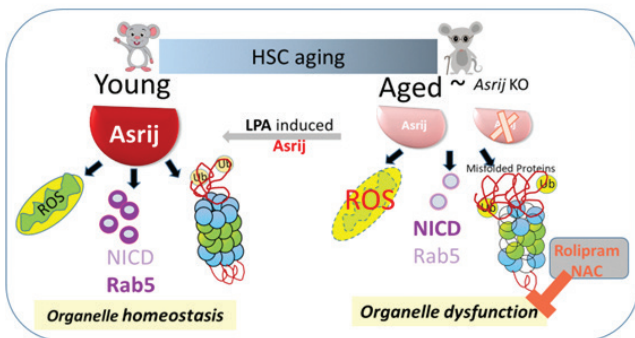 HSC aging
Young
Aged ~ Asrij KO
Asrij
LPA induced
Asrij
Asrij
Misfolded Proteins
ROS
Ub
Ub
ROS
Ub
Ub
NICD
Rab5
NICD
Rab5
Rolipram
NAC
Organelle homeostasis
Organelle dysfunction